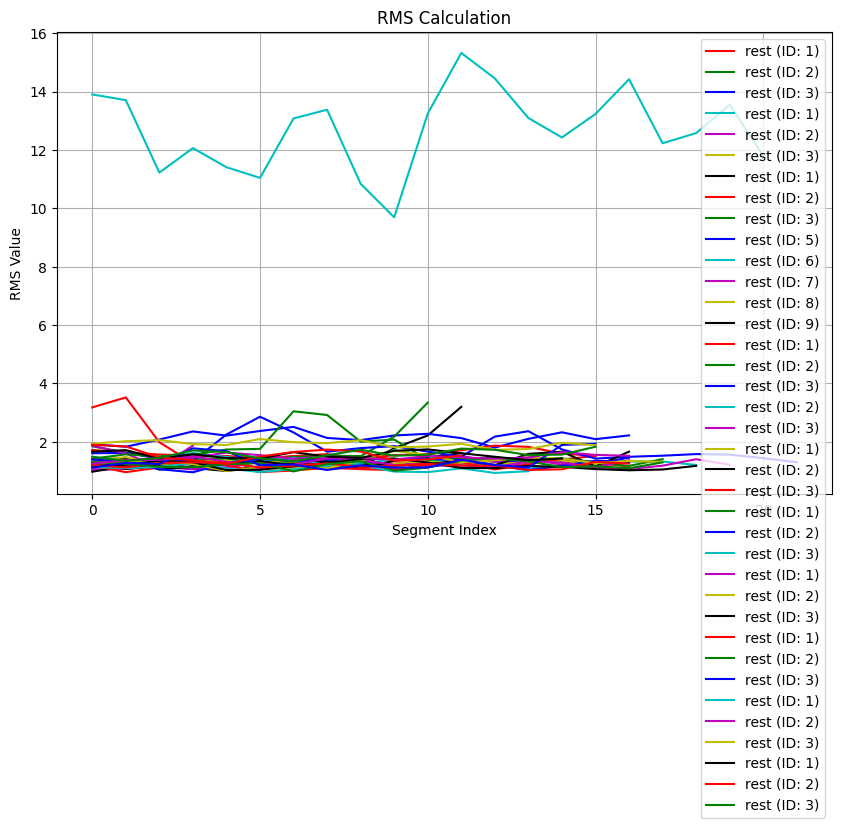 RMS Calculation
16
14
12
10
8
6
4
2
RMS Value
0
5
10
15
Segment Index
rest (ID: 1)
rest (ID: 2)
rest (ID: 3)
rest (ID: 1)
rest (ID: 2)
rest (ID: 3)
rest (ID: 1)
rest (ID: 2)
rest (ID: 3)
rest (ID: 5)
rest (ID: 6)
rest (ID: 7)
rest (ID: 8)
rest (ID: 9)
rest (ID: 1)
rest (ID: 2)
rest (ID: 3)
rest (ID: 2)
rest (ID: 3)
rest (ID: 1)
rest (ID: 2)
rest (ID: 3)
rest (ID: 1)
rest (ID: 2)
rest (ID: 3)
rest (ID: 1)
rest (ID: 2)
rest (ID: 3)
rest (ID: 1)
rest (ID: 2)
rest (ID: 3)
rest (ID: 1)
rest (ID: 2)
rest (ID: 3)
rest (ID: 1)
rest (ID: 2)
rest (ID: 3)